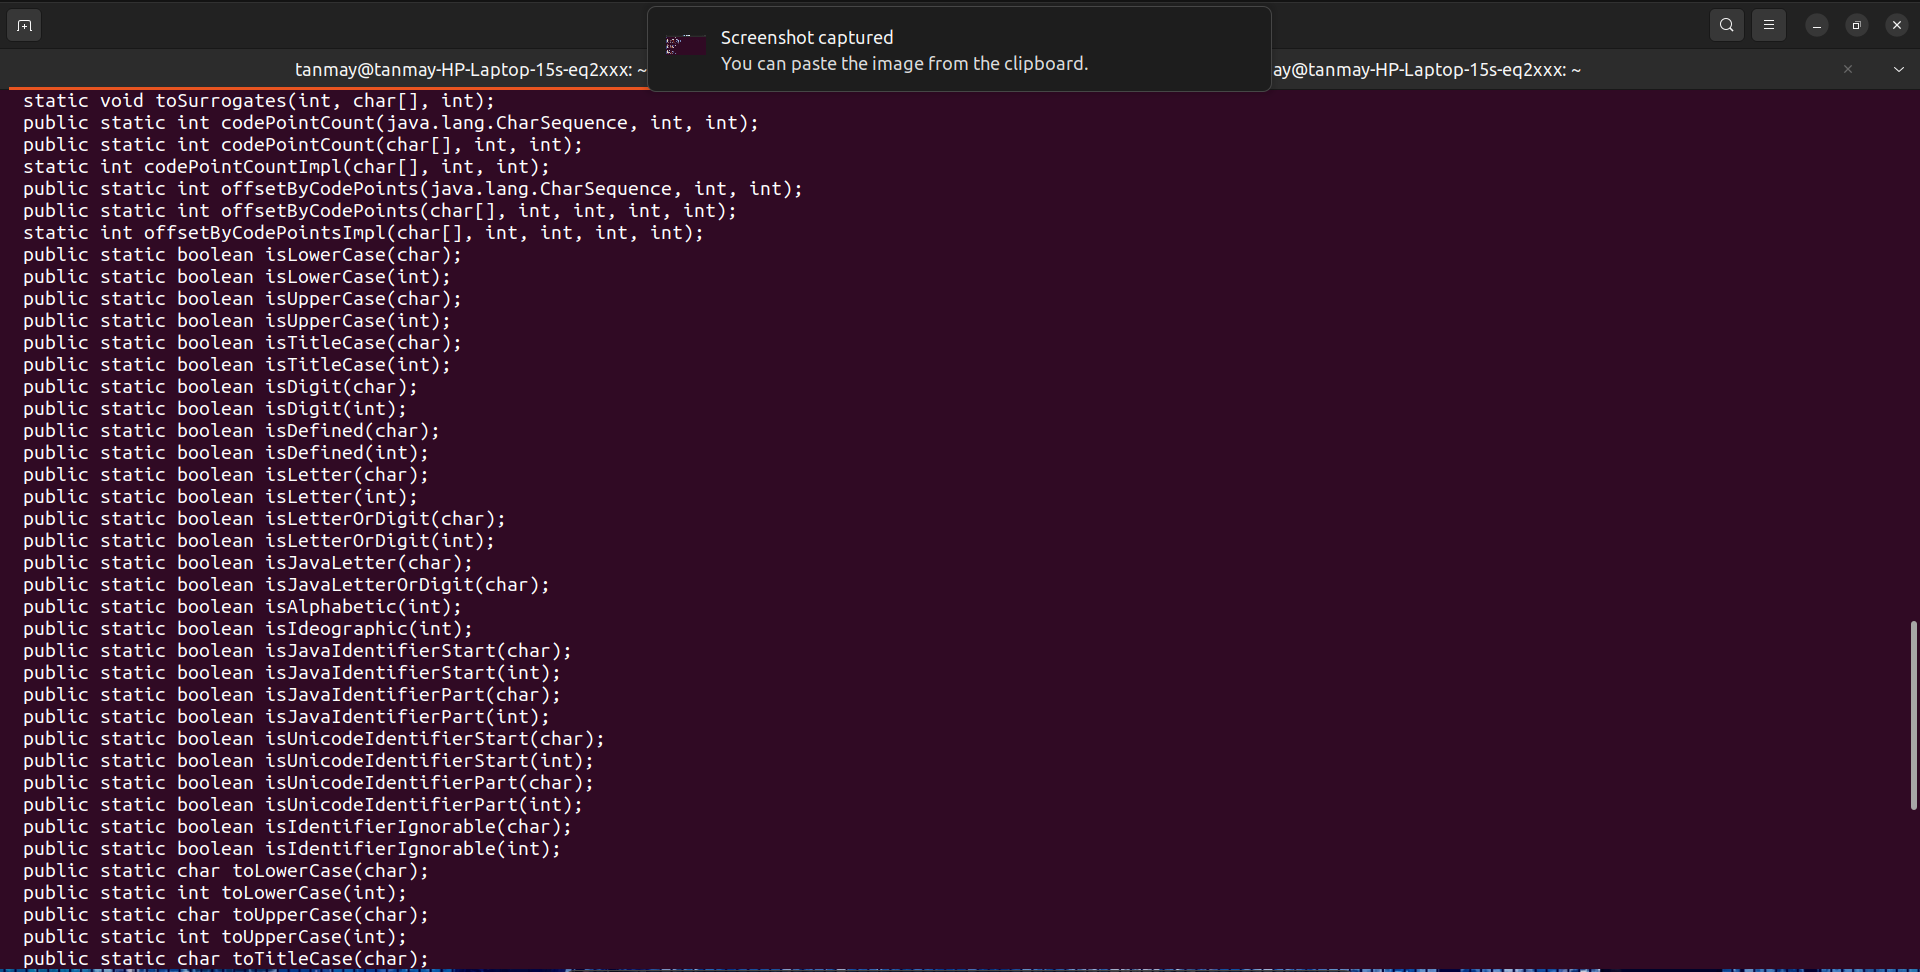 Screenshot captured
You can paste the image from the clipboard.
tanmay@tanmay-HP-Laptop-15s-eq2xxx: ~
ay@tanmay-HP-Laptop-15s-eq2xxx: ~
static void toSurrogates(int, char[], int);
public static int codePointCount(java.lang.CharSequence, int, int);
public static int codePointCount(char[], int, int);
static int codePointCountImpl(char[], int, int);
public static int offsetByCodePoints(java.lang.CharSequence, int, int);
public static int offsetByCodePoints(char[], int, int, int, int);
static int offsetByCodePointsImpl(char[], int, int, int, int);
public static boolean isLowerCase(char);
public static boolean isLowerCase(int);
public static boolean isUpperCase(char);
public static boolean isUpperCase(int);
public static boolean isTitleCase(char);
public static boolean isTitleCase(int);
public static boolean isDigit(char);
public static boolean isDigit(int);
public static boolean isDefined(char);
public static boolean isDefined(int);
public static boolean isLetter(char);
public static boolean isLetter(int);
public static boolean isLetterOrDigit(char);
public static boolean isLetterOrDigit(int);
public static boolean isJavaLetter(char);
public static boolean isJavaLetterOrDigit(char);
public static boolean isAlphabetic(int);
public static boolean isIdeographic(int);
public static boolean isJavaIdentifierStart(char);
public static boolean isJavaIdentifierStart(int);
public static boolean isJavaIdentifierPart(char);
public static boolean isJavaIdentifierPart(int);
public static boolean isUnicodeIdentifierStart(char);
public static boolean isUnicodeIdentifierStart(int);
public static boolean isUnicodeIdentifierPart(char);
public static boolean isUnicodeIdentifierPart(int);
public static boolean isIdentifierIgnorable(char);
public static boolean isIdentifierIgnorable(int);
public static char toLowerCase(char);
public static int toLowerCase(int);
public static char toUpperCase(char);
public static int toUpperCase(int);
public static char toTitleCase(char);